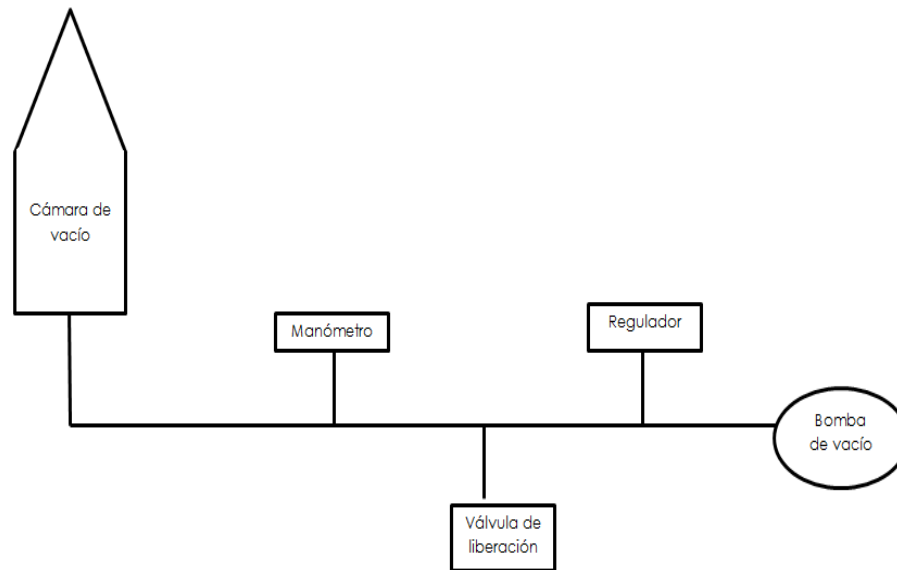 Cámara de
vacío
Manómetro
Regulador
Bomba
de vacío
Válvula de
liberación